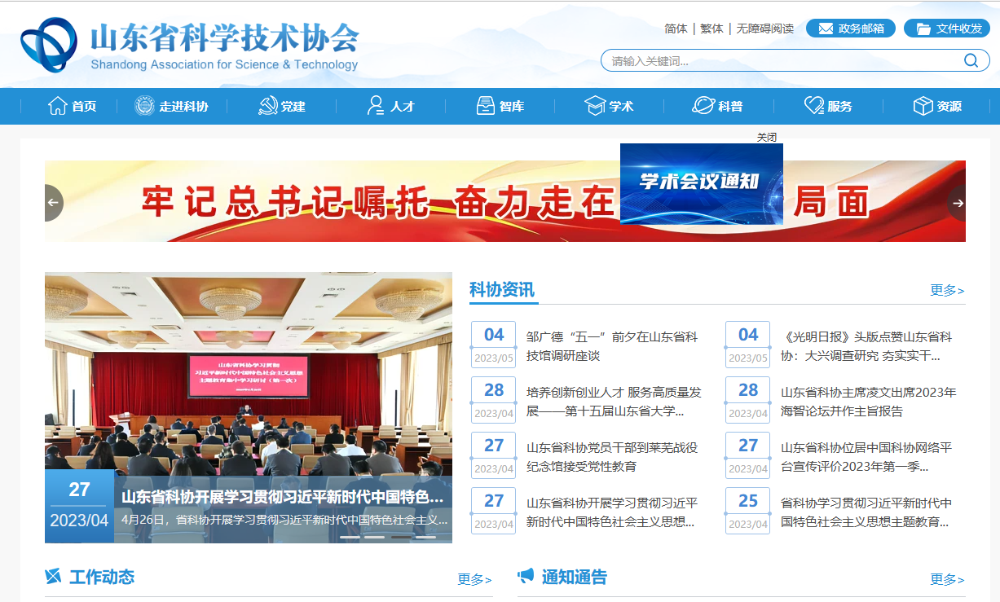 山东省科学技术协会
Shandong Association for Science & Technology
简体 | 繁体 | 无障碍阅读
政务邮箱
文件收发
请输入关键词...
首页
走进科协
党建
人才
智库
学术
科普
服务
资源
关闭
牢记总书记嘱托 奋力走在
局面
学术会议通知
山东省科协学习贯彻
习近平新时代中国特色社会主义思想
主题教育集中学习研讨（第一次）
27
2023/04
山东省科协开展学习贯彻习近平新时代中国特色...
4月26日，省科协开展学习贯彻习近平新时代中国特色社会主义...
科协资讯
更多>
04
2023/05
邹广德“五一”前夕在山东省科
技馆调研座谈
04
2023/05
《光明日报》头版点赞山东省科
协：大兴调查研究 夯实实干...
28
2023/04
培养创新创业人才 服务高质量发
展——第十五届山东省大学...
28
2023/04
山东省科协主席凌文出席2023年
海智论坛并作主旨报告
27
2023/04
山东省科协党员干部到莱芜战役
纪念馆接受党性教育
27
2023/04
山东省科协位居中国科协网络平
台宣传评价2023年第一季...
27
2023/04
山东省科协开展学习贯彻习近平
新时代中国特色社会主义思想...
25
2023/04
省科协学习贯彻习近平新时代中
国特色社会主义思想主题教育...
工作动态
更多>
通知通告
更多>